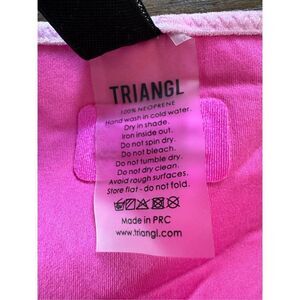 TRIANGL
100% NEOPRENE
Hand wash in cold water.
Dry in shade.
Iron inside out.
Do not spin dry.
Do not bleach.
Do not tumble dry.
Do not dry clean.
Avoid rough surfaces.
Store flat - do not fold.
Made in PRC
www.triangl.com